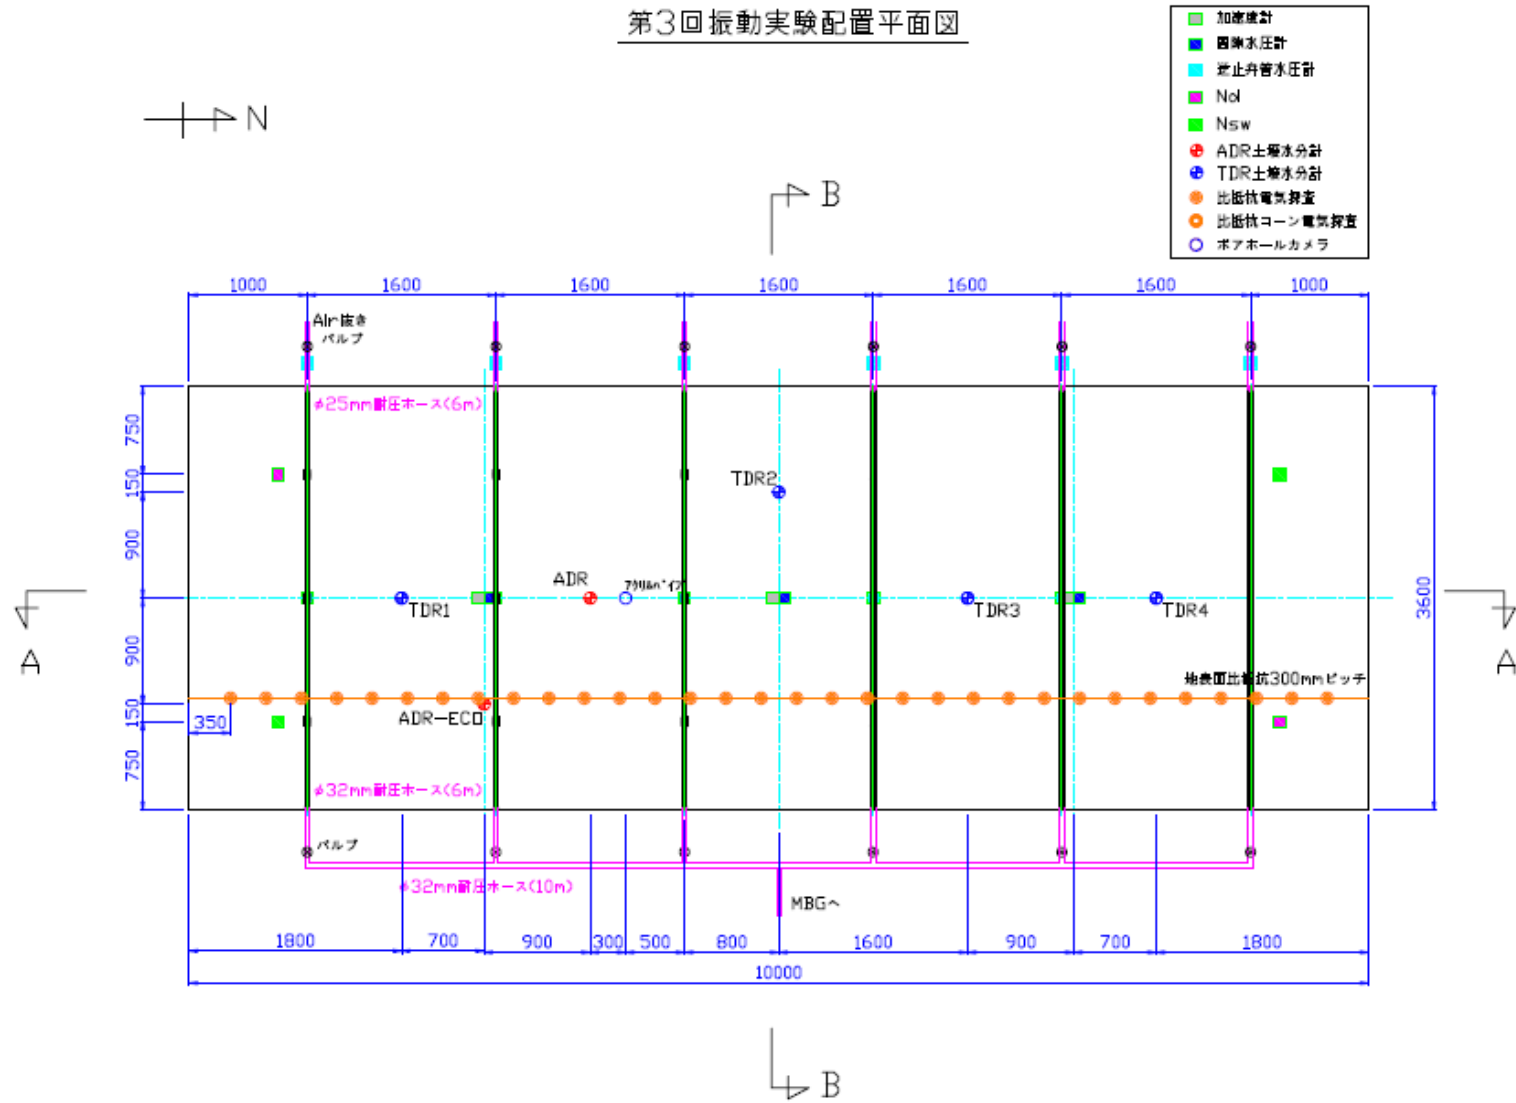 第3回振動実験配置平面図
加速度計
間隙水圧計
逆止弁管水圧計
Nol
Nsw
ADR土壌水分計
TDR土壌水分計
比抵抗電気探査
比抵抗コーン電気探査
ボアホールカメラ
N
B
1000 1600 1600 1600 1600 1600 1000
Air抜き
バルブ
φ25mm耐圧ホース(6m)
750
150
900
900
150
750
3600
TDR2
ADR
アクリルパイプ
TDR1
TDR3
TDR4
A
A
地表面比抵抗300mmピッチ
ADR-ECO
350
φ32mm耐圧ホース(6m)
バルブ
φ32mm耐圧ホース(10m)
MBGへ
1800 700 900 300 500 800 1600 900 700 1800
10000
B